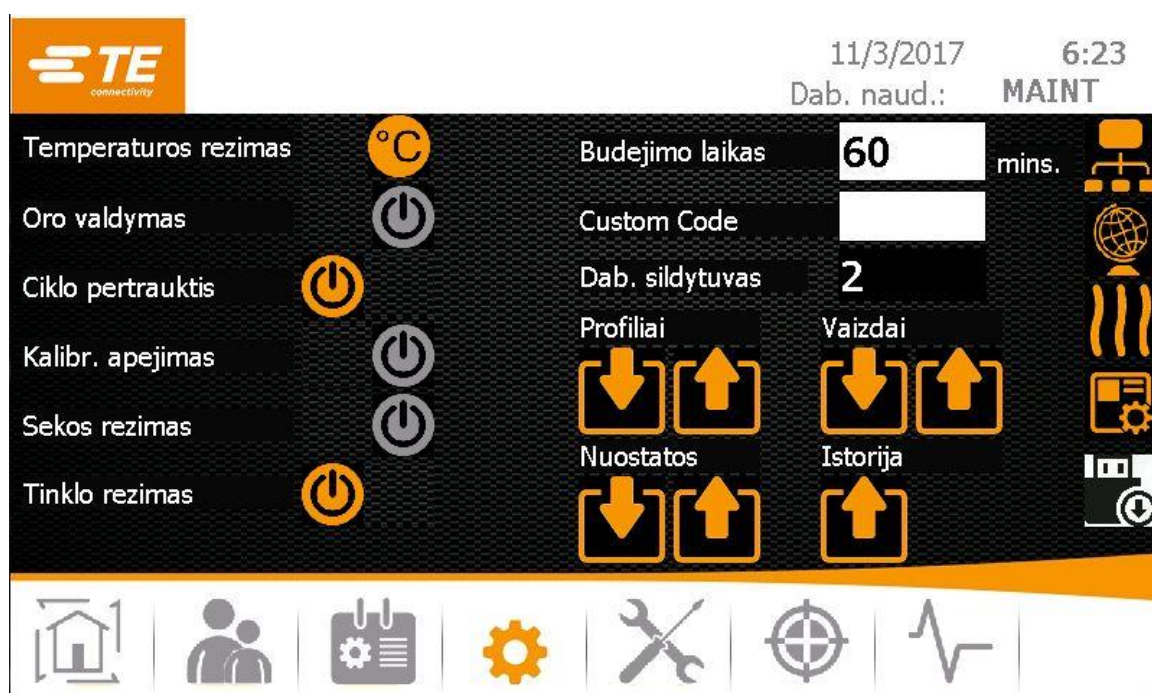 TE
connectivity
11/3/2017 6:23
Dab. naud.: MAINT
Temperaturos rezimas °C
Oro valdymas
Ciklo pertrauktis
Kalibr. apejimas
Sekos rezimas
Tinklo rezimas
Budejimo laikas 60 mins.
Custom Code
Dab. sildytuvas 2
Profiliai Vaizdai
Nuostatos Istorija